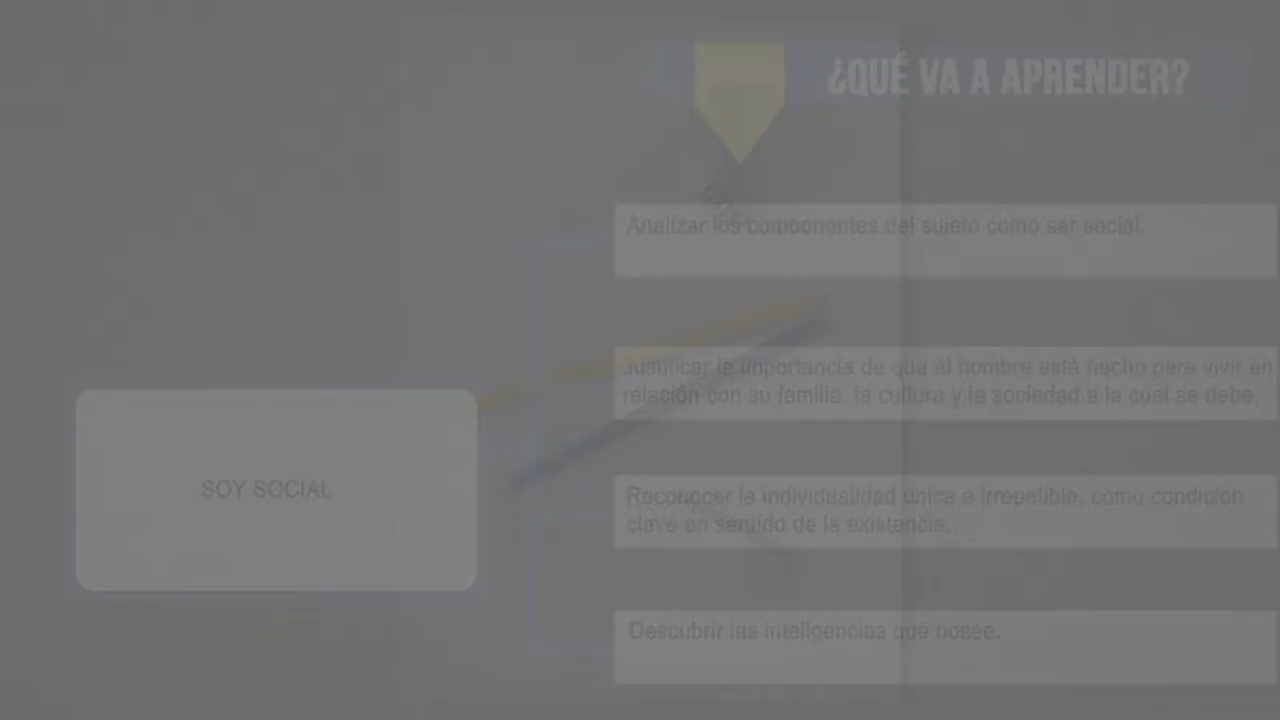 ¿QUÉ VA A APRENDER?
Analizar los componentes del sujeto como ser social.
Justificar la importancia de que el hombre está hecho para vivir en
relación con su familia, la cultura y la sociedad a la cual se debe.
SOY SOCIAL
Reconocer la individualidad única e irrepetible, como condición
clave en sentido de la existencia.
Descubrir las inteligencias que posee.